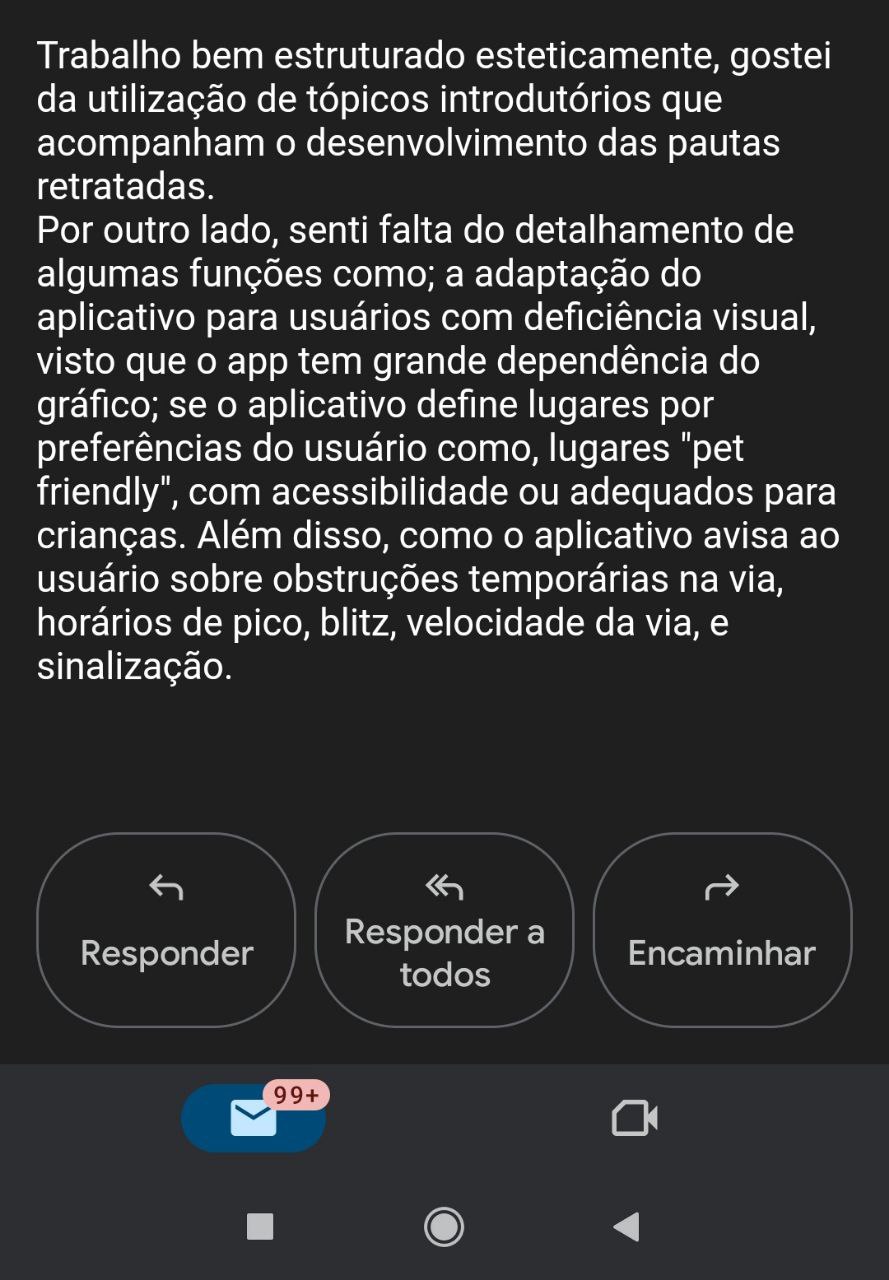 Trabalho bem estruturado esteticamente, gostei
da utilização de tópicos introdutórios que
acompanham o desenvolvimento das pautas
retratadas.
Por outro lado, senti falta do detalhamento de
algumas funções como; a adaptação do
aplicativo para usuários com deficiência visual,
visto que o app tem grande dependência do
gráfico; se o aplicativo define lugares por
preferências do usuário como, lugares "pet
friendly", com acessibilidade ou adequados para
crianças. Além disso, como o aplicativo avisa ao
usuário sobre obstruções temporárias na via,
horários de pico, blitz, velocidade da via, e
sinalização.
Responder
Responder a
todos
Encaminhar
99+